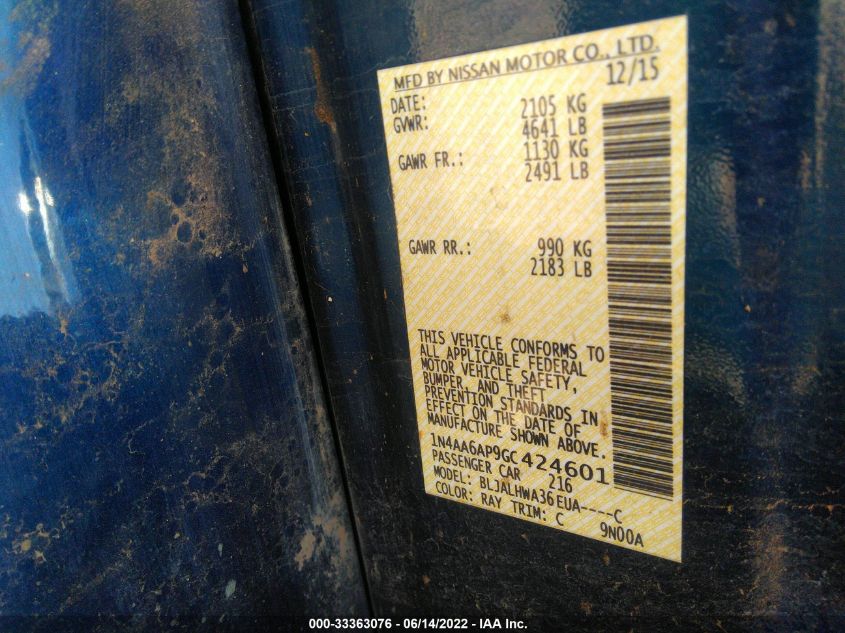 MFD BY NISSAN MOTOR CO., LTD.
DATE: 12/15
GVWR: 2105 KG
4641 LB
GAWR FR.: 1130 KG
2491 LB
GAWR RR.: 990 KG
2183 LB
THIS VEHICLE CONFORMS TO
ALL APPLICABLE FEDERAL
MOTOR VEHICLE SAFETY,
BUMPER, AND THEFT
PREVENTION STANDARDS IN
EFFECT ON THE DATE OF
MANUFACTURE SHOWN ABOVE.
1N4AA6AP9GC424601
PASSENGER CAR 216
MODEL: BLJALHWA36EUA----C
COLOR: RAY TRIM: C 9N00A
000-33363076 - 06/14/2022 - IAA Inc.